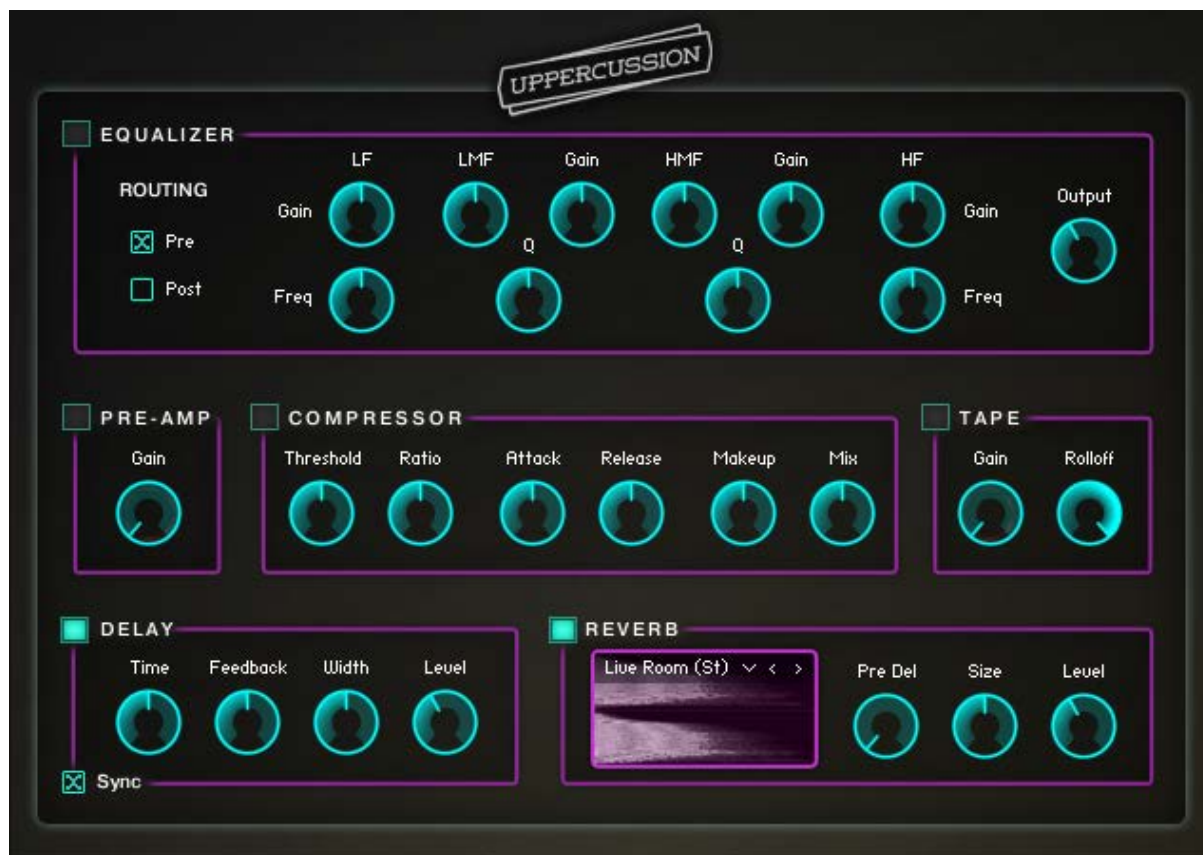 UPPERCUSSION
EQUALIZER
LF LMF Gain HMF Gain HF
ROUTING
Output
Gain Gain
Pre Q Q
Post
Freq Freq
PRE-AMP COMPRESSOR TAPE
Gain Threshold Ratio Attack Release Makeup Mix Gain Rolloff
DELAY REVERB
Time Feedback Width Level Live Room (St) Pre Del Size Level
Sync